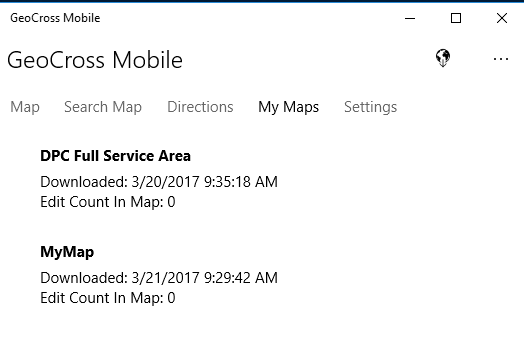 GeoCross Mobile
GeoCross Mobile
Map Search Map Directions My Maps Settings
DPC Full Service Area
Downloaded: 3/20/2017 9:35:18 AM
Edit Count In Map: 0
MyMap
Downloaded: 3/21/2017 9:29:42 AM
Edit Count In Map: 0